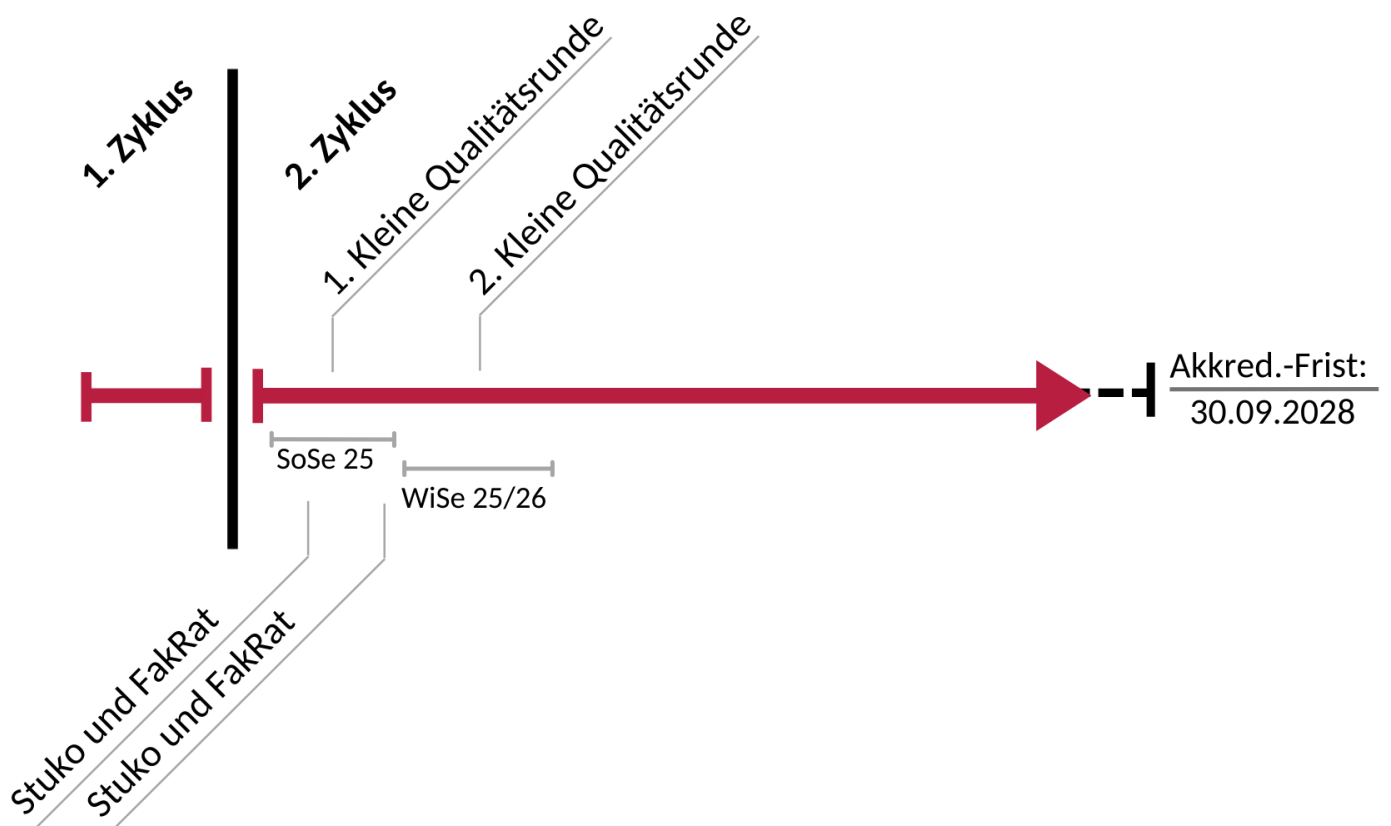 1. Zyklus
2. Zyklus
1. Kleine Qualitätsrunde
2. Kleine Qualitätsrunde
Akkred.-Frist:
30.09.2028
SoSe 25
WiSe 25/26
Stuko und FakRat
Stuko und FakRat